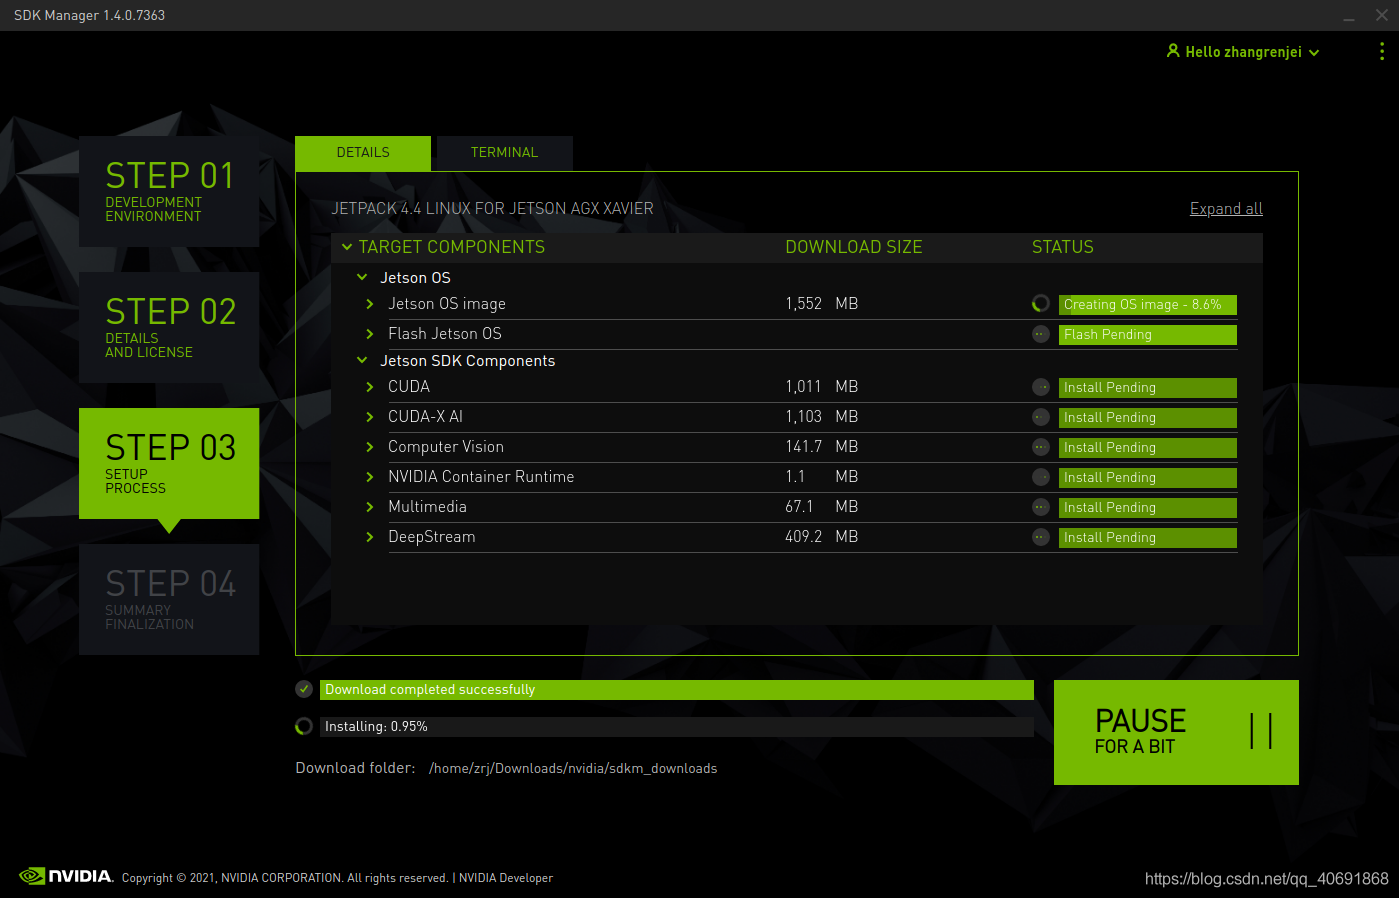 SDK Manager 1.4.0.7363
Hello zhangrenjei
STEP 01
DEVELOPMENT
ENVIRONMENT
STEP 02
DETAILS
AND LICENSE
STEP 03
SETUP
PROCESS
STEP 04
SUMMARY
FINALIZATION
DETAILS TERMINAL
JETPACK 4.4 LINUX FOR JETSON AGX XAVIER Expand all
TARGET COMPONENTS DOWNLOAD SIZE STATUS
Jetson OS
Jetson OS image 1,552 MB Creating OS image - 8.6%
Flash Jetson OS Flash Pending
Jetson SDK Components
CUDA 1,011 MB Install Pending
CUDA-X AI 1,103 MB Install Pending
Computer Vision 141.7 MB Install Pending
NVIDIA Container Runtime 1.1 MB Install Pending
Multimedia 67.1 MB Install Pending
DeepStream 409.2 MB Install Pending
Download completed successfully
Installing: 0.95%
Download folder: /home/zrj/Downloads/nvidia/sdkm_downloads
PAUSE
FOR A BIT
NVIDIA. Copyright © 2021, NVIDIA CORPORATION. All rights reserved. | NVIDIA Developer
https://blog.csdn.net/qq_40691868